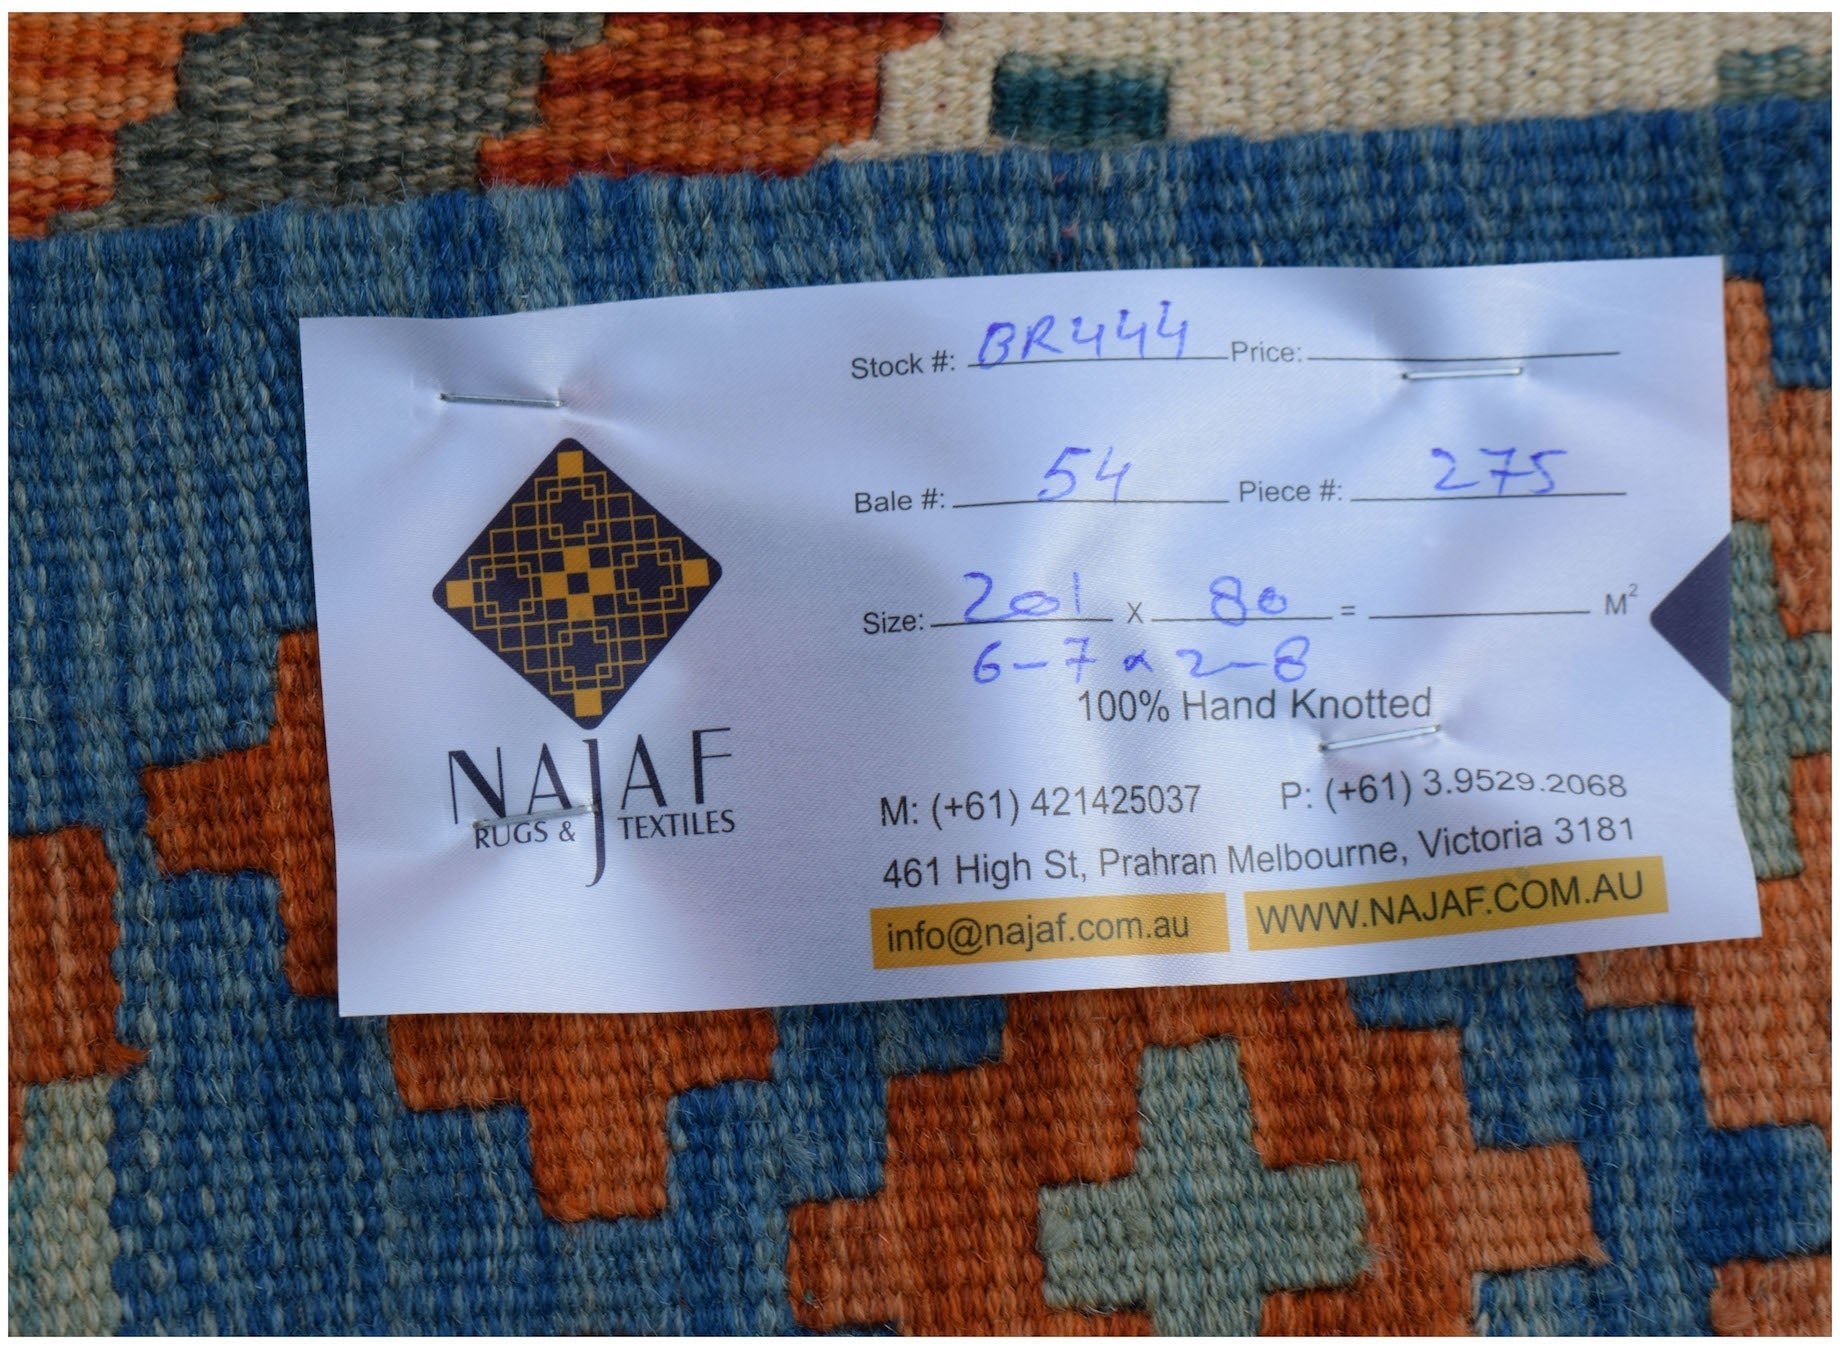 Stock #: BR444 Price:
Bale #: 54 Piece #: 275
Size: 201 x 80 = M²
6-7 x 2-8
100% Hand Knotted
NAJAF
RUGS & TEXTILES
M: (+61) 421425037 P: (+61) 3.9529.2068
461 High St, Prahran Melbourne, Victoria 3181
info@najaf.com.au WWW.NAJAF.COM.AU